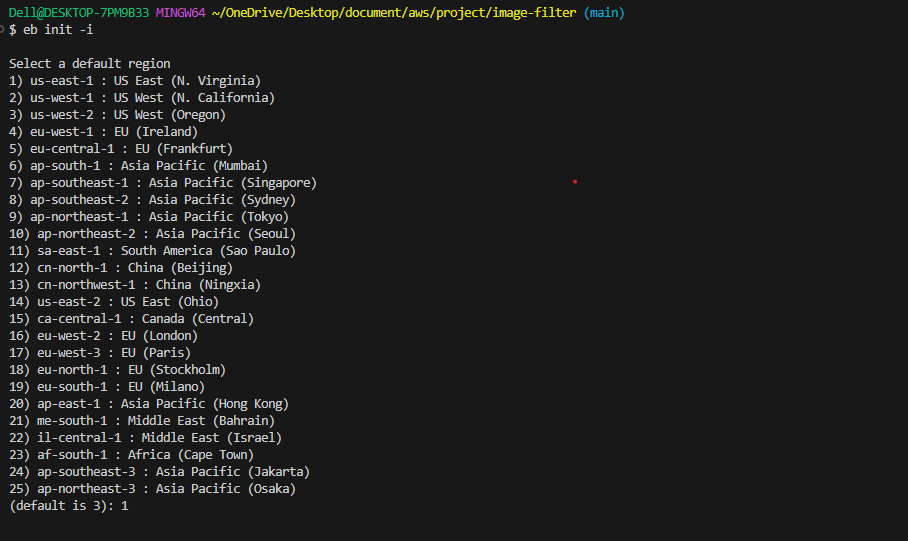 Dell@DESKTOP-7PM9B33 MINGW64 ~/OneDrive/Desktop/document/aws/project/image-filter (main)
$ eb init -i
Select a default region
1) us-east-1 : US East (N. Virginia)
2) us-west-1 : US West (N. California)
3) us-west-2 : US West (Oregon)
4) eu-west-1 : EU (Ireland)
5) eu-central-1 : EU (Frankfurt)
6) ap-south-1 : Asia Pacific (Mumbai)
7) ap-southeast-1 : Asia Pacific (Singapore)
8) ap-southeast-2 : Asia Pacific (Sydney)
9) ap-northeast-1 : Asia Pacific (Tokyo)
10) ap-northeast-2 : Asia Pacific (Seoul)
11) sa-east-1 : South America (Sao Paulo)
12) cn-north-1 : China (Beijing)
13) cn-northwest-1 : China (Ningxia)
14) us-east-2 : US East (Ohio)
15) ca-central-1 : Canada (Central)
16) eu-west-2 : EU (London)
17) eu-west-3 : EU (Paris)
18) eu-north-1 : EU (Stockholm)
19) eu-south-1 : EU (Milano)
20) ap-east-1 : Asia Pacific (Hong Kong)
21) me-south-1 : Middle East (Bahrain)
22) il-central-1 : Middle East (Israel)
23) af-south-1 : Africa (Cape Town)
24) ap-southeast-3 : Asia Pacific (Jakarta)
25) ap-northeast-3 : Asia Pacific (Osaka)
(default is 3): 1